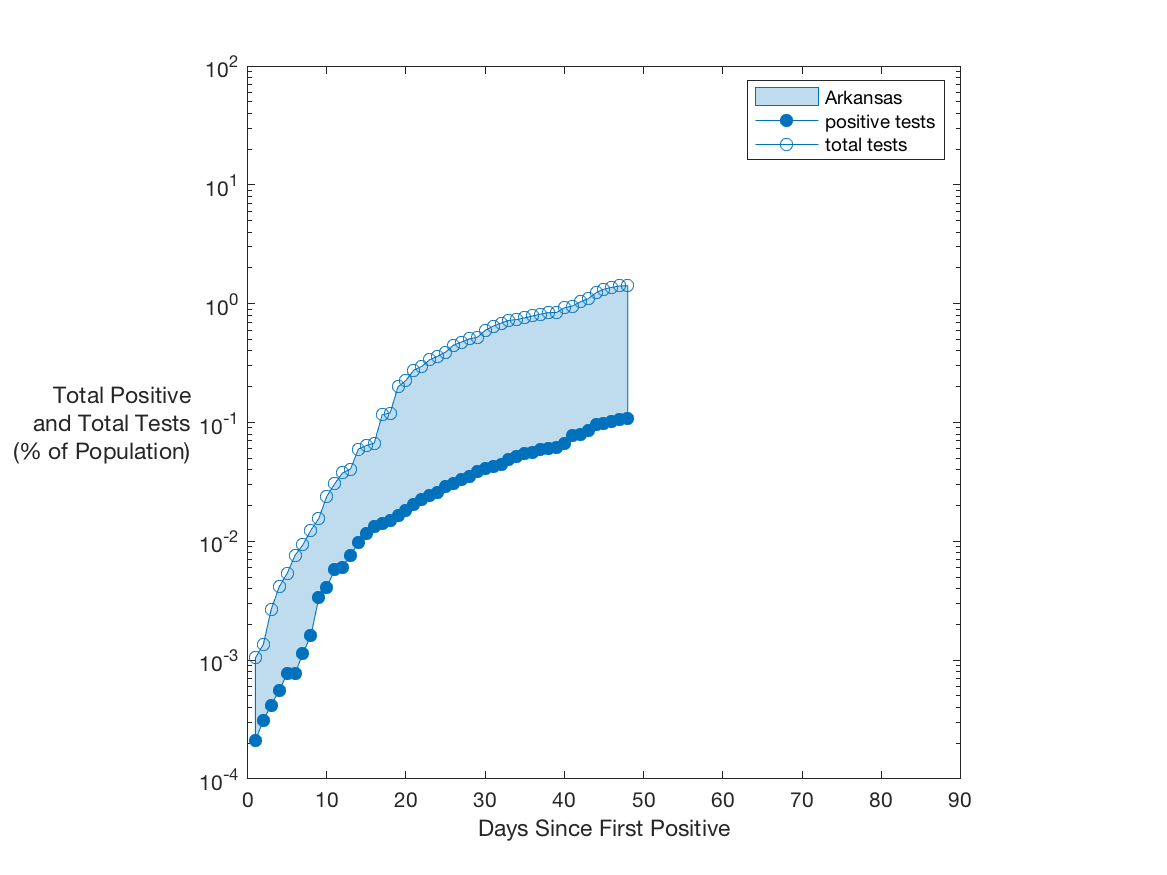 10^2
10^1
10^0
10^-1
10^-2
10^-3
10^-4
Total Positive
and Total Tests
(% of Population)
Arkansas
positive tests
total tests
0 10 20 30 40 50 60 70 80 90
Days Since First Positive